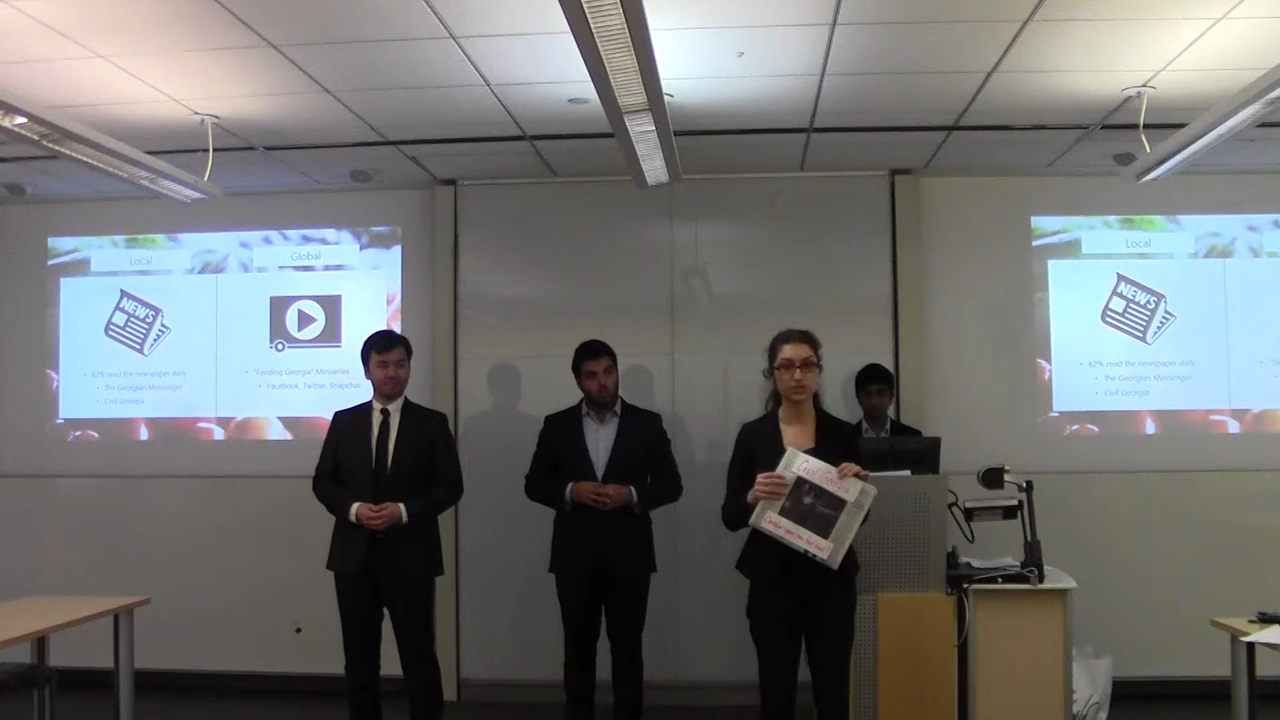 Local
Global
NEWS
• 62% read the newspaper daily
• The Georgian Messenger
• Civil Georgia
• "Feeding Georgia" Miniseries
• Facebook, Twitter, Snapchat
Civil Georgia
Local
NEWS
• 62% read the newspaper daily
• The Georgian Messenger
• Civil Georgia